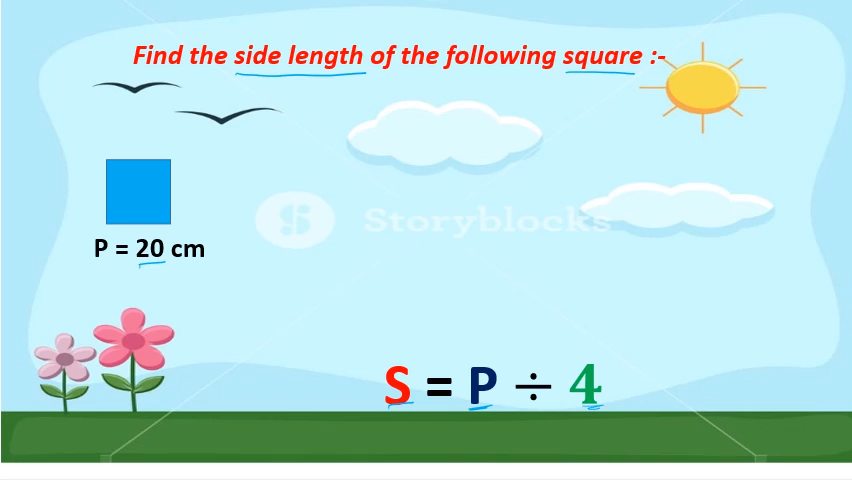 Find the side length of the following square :-
Storyblocks
P = 20 cm
S = P ÷ 4